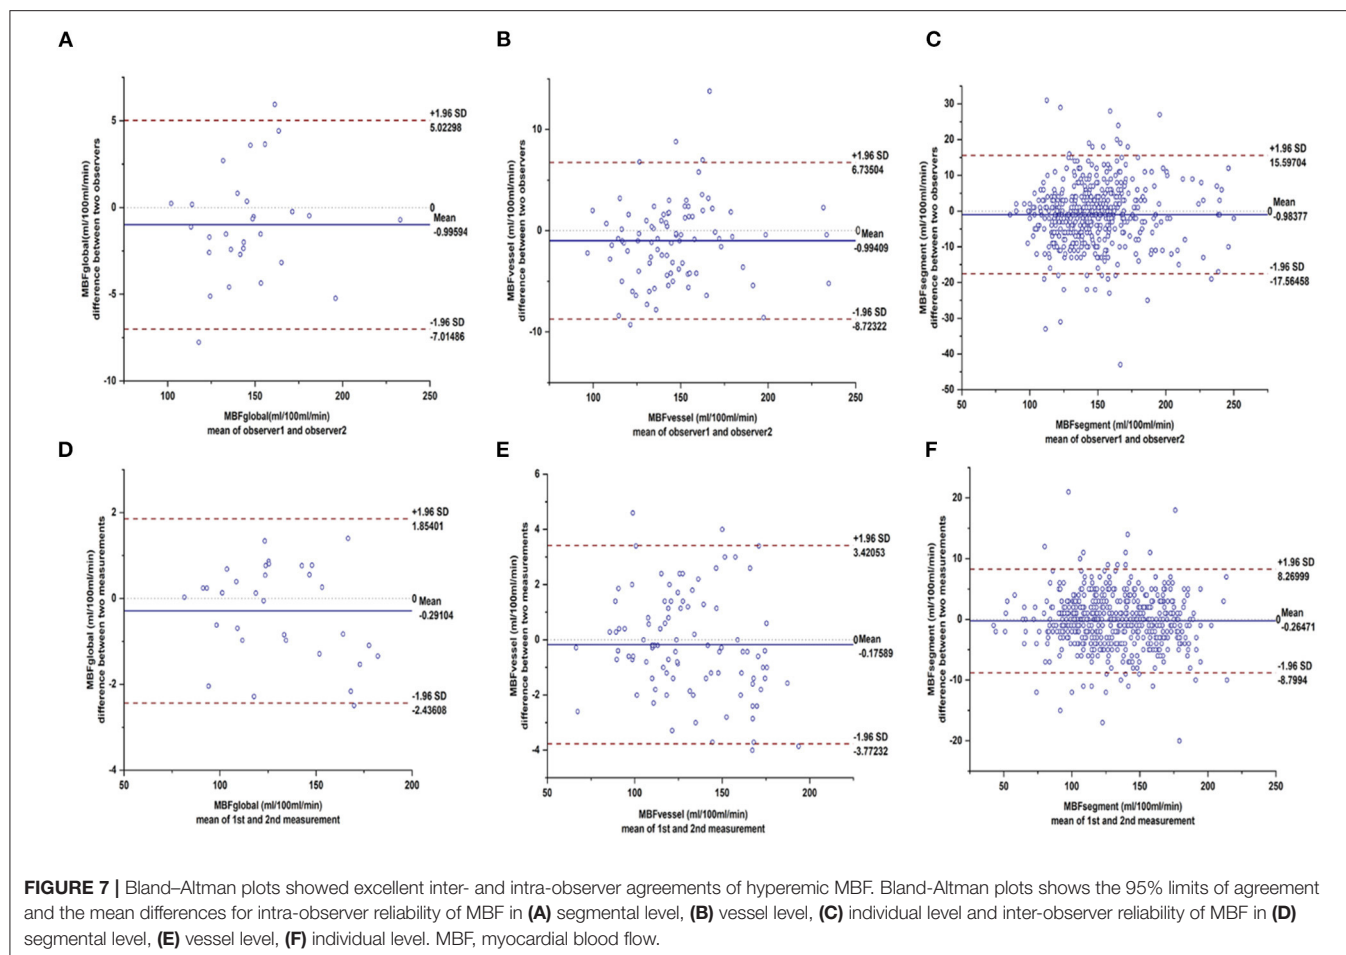 A
MBFglobal(ml/100ml/min)
difference between two observers
5
0
-5
-10
+1.96 SD
5.02298
0
Mean
-0.99594
-1.96 SD
-7.01486
100
150
200
250
MBFglobal(ml/100ml/min)
mean of observer1 and observer2
B
MBFvessel (ml/100ml/min)
difference between two observers
10
0
-10
+1.96 SD
6.73504
0
Mean
-0.99409
-1.96 SD
-8.72322
100
150
200
250
MBFvessel (ml/100ml/min)
mean of observer1 and observer2
C
MBFsegment (ml/100ml/min)
difference between two observers
30
20
10
0
-10
-20
-30
-40
-50
+1.96 SD
15.59704
0
Mean
-0.98377
-1.96 SD
-17.56458
50
100
150
200
250
MBFsegment (ml/100ml/min)
mean of observer1 and observer2
D
MBFglobal (ml/100ml/min)
difference between two measurements
2
0
-2
-4
+1.96 SD
1.85401
0
Mean
-0.29104
-1.96 SD
-2.43608
50
100
150
200
MBFglobal (ml/100ml/min)
mean of 1st and 2nd measurement
E
MBFvessel (ml/100ml/min)
difference between two measurements
6
4
2
0
-2
-4
+1.96 SD
3.42053
0
Mean
-0.17589
-1.96 SD
-3.77232
50
100
150
200
MBFvessel (ml/100ml/min)
mean of 1st and 2nd measurement
F
MBFsegment (ml/100ml/min)
difference between two measurements
20
10
0
-10
-20
+1.96 SD
8.26999
0
Mean
-0.26471
-1.96 SD
-8.7994
50
100
150
200
250
MBFsegment (ml/100ml/min)
mean of 1st and 2nd measurement
FIGURE 7 | Bland–Altman plots showed excellent inter- and intra-observer agreements of hyperemic MBF. Bland-Altman plots shows the 95% limits of agreement
and the mean differences for intra-observer reliability of MBF in (A) segmental level, (B) vessel level, (C) individual level and inter-observer reliability of MBF in (D)
segmental level, (E) vessel level, (F) individual level. MBF, myocardial blood flow.